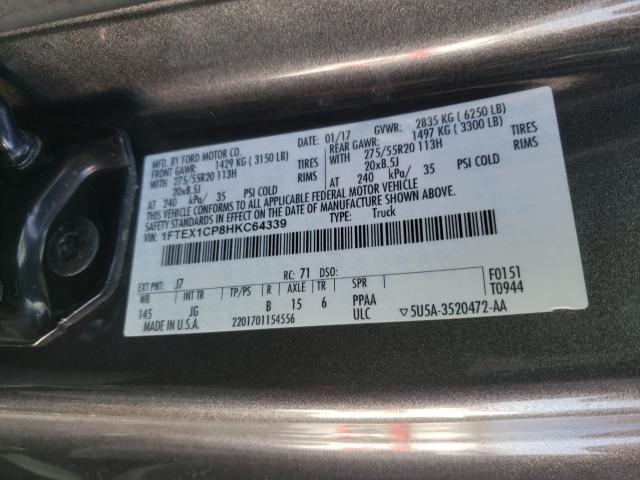 MFD. BY FORD MOTOR CO. 01/17 GVWR: 2835 KG ( 6250 LB)
FRONT GAWR: 1429 KG ( 3150 LB) REAR GAWR: 1497 KG ( 3300 LB)
WITH 275/55R20 113H TIRES WITH 275/55R20 113H TIRES
20x8.5J RIMS 20x8.5J RIMS
AT 240 kPa/ 35 PSI COLD AT 240 kPa/ 35 PSI COLD
THIS VEHICLE CONFORMS TO ALL APPLICABLE FEDERAL MOTOR VEHICLE
SAFETY STANDARDS IN EFFECT ON THE DATE OF MANUFACTURE SHOWN ABOVE.
VIN: 1FTEX1CP8HKC64339 TYPE: Truck
EXT PNT: J7 RC: 71 DSO:
WB INT TR TP/PS R AXLE TR SPR F0151
145 JG B 15 6 PPAA T0944
MADE IN U.S.A. 2201701154556 ULC ▽5U5A-3520472-AA